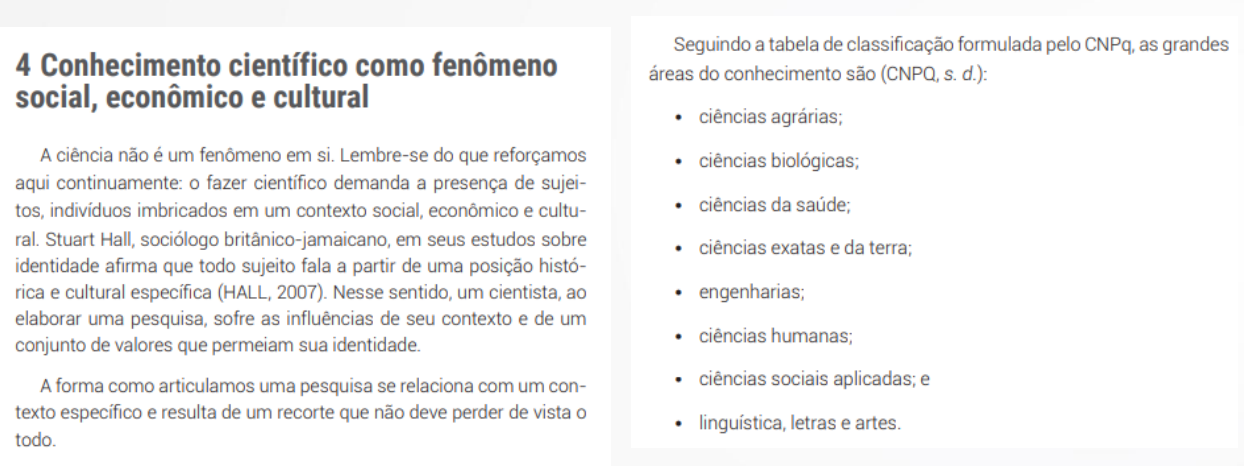 4 Conhecimento científico como fenômeno
social, econômico e cultural
A ciência não é um fenômeno em si. Lembre-se do que reforçamos
aqui continuamente: o fazer científico demanda a presença de sujei-
tos, indivíduos imbricados em um contexto social, econômico e cultu-
ral. Stuart Hall, sociólogo britânico-jamaicano, em seus estudos sobre
identidade afirma que todo sujeito fala a partir de uma posição histó-
rica e cultural específica (HALL, 2007). Nesse sentido, um cientista, ao
elaborar uma pesquisa, sofre as influências de seu contexto e de um
conjunto de valores que permeiam sua identidade.
A forma como articulamos uma pesquisa se relaciona com um con-
texto específico e resulta de um recorte que não deve perder de vista o
todo.
Seguindo a tabela de classificação formulada pelo CNPq, as grandes
áreas do conhecimento são (CNPQ, s. d.):
• ciências agrárias;
• ciências biológicas;
• ciências da saúde;
• ciências exatas e da terra;
• engenharias;
• ciências humanas;
• ciências sociais aplicadas; e
• linguística, letras e artes.